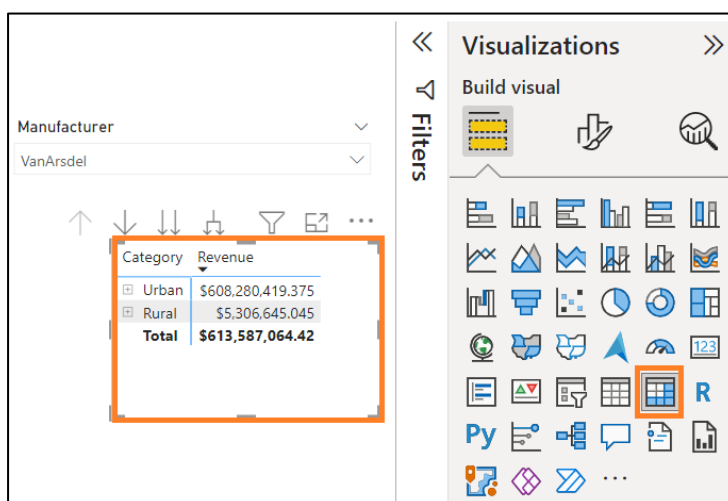 Manufacturer
VanArsdel
Category Revenue
Urban $608,280,419.375
Rural $5,306,645.045
Total $613,587,064.42
Filters
Visualizations
Build visual
123
R
Py